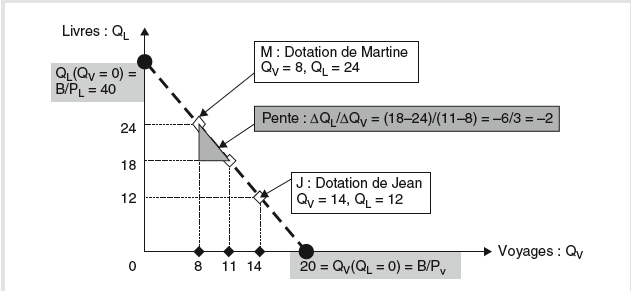 Livres : QL
M : Dotation de Martine
QV = 8, QL = 24
QL(QV = 0) =
B/PL = 40
Pente : ΔQL/ΔQV = (18–24)/(11–8) = –6/3 = –2
24
18
12
J : Dotation de Jean
QV = 14, QL = 12
Voyages : QV
0
8
11
14
20 = QV(QL = 0) = B/Pv